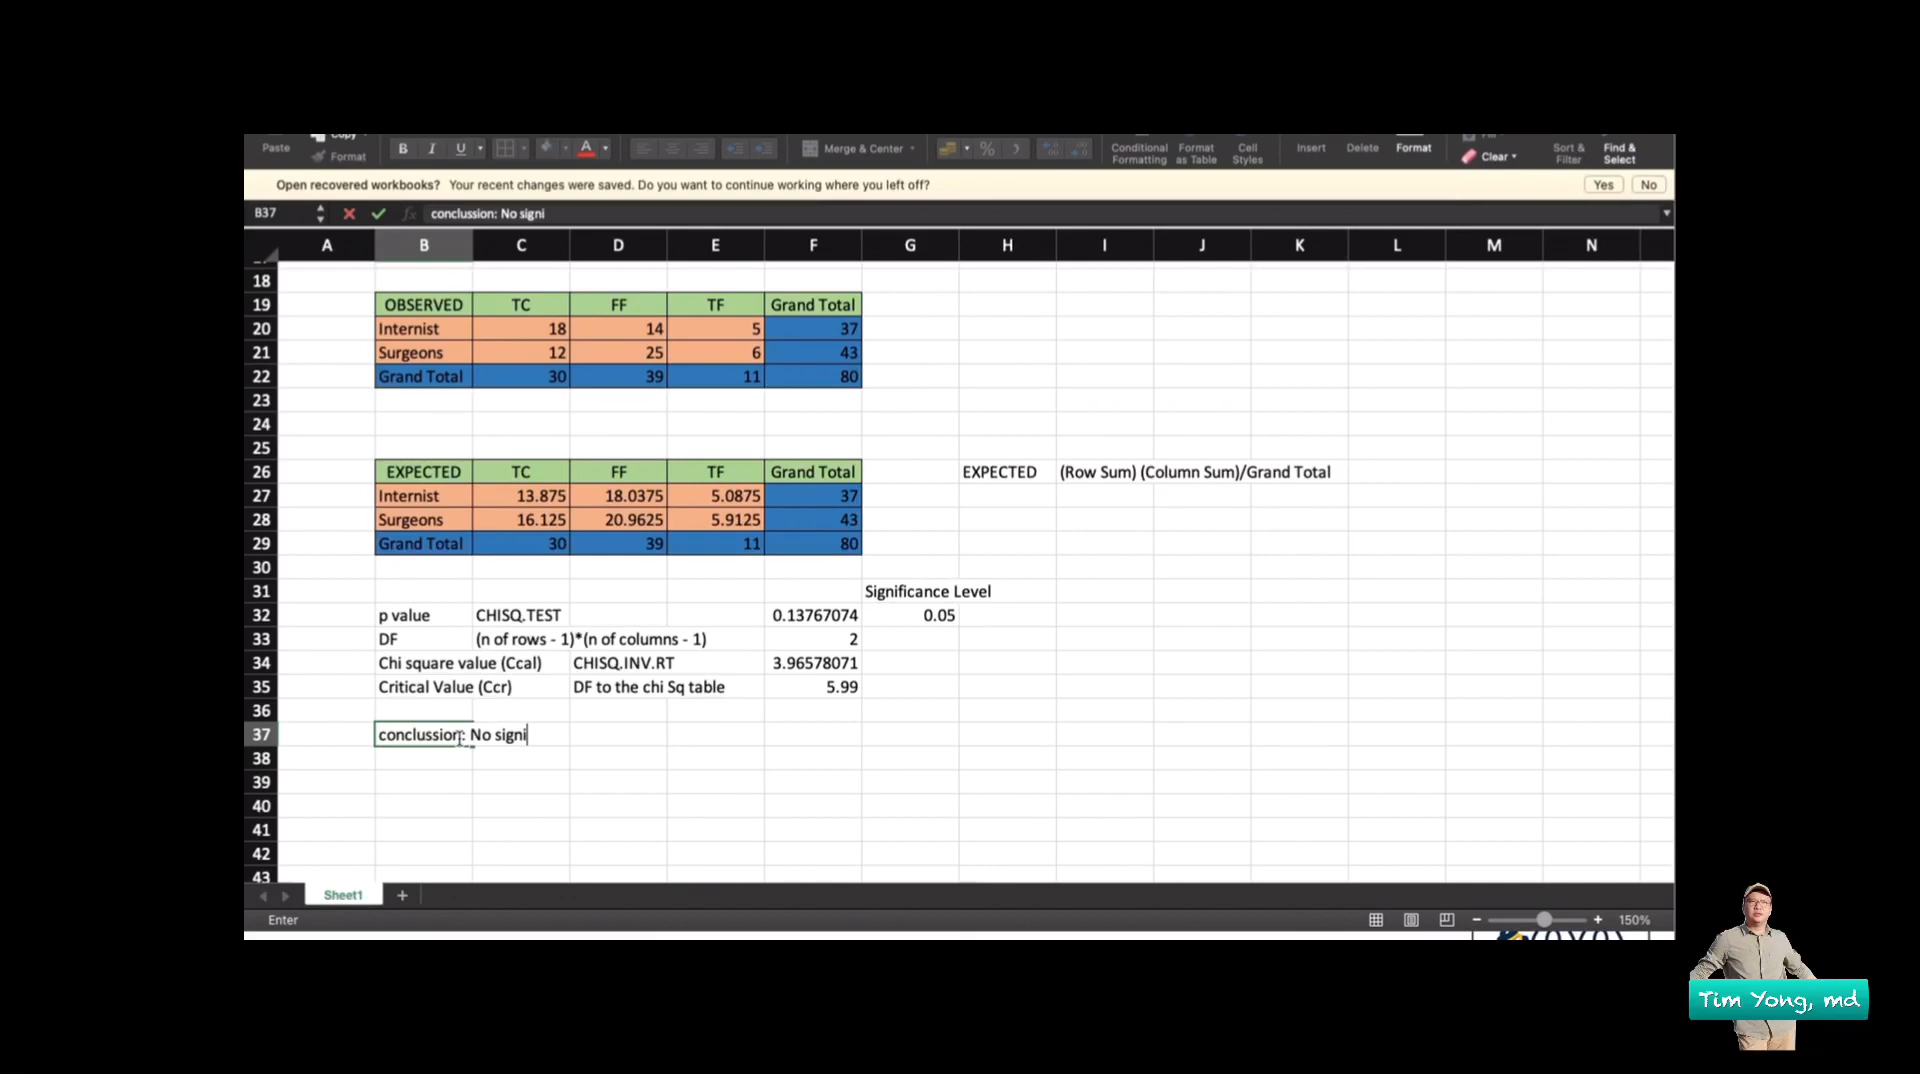 Copy
Paste
Format
B I U A
Merge & Center
%
Conditional Formatting
Format as Table
Cell Styles
Insert
Delete
Format
Clear
Sort & Filter
Find & Select
Open recovered workbooks? Your recent changes were saved. Do you want to continue working where you left off? Yes No
B37 fx conclussion: No signi
A B C D E F G H I J K L M N
18
19 OBSERVED TC FF TF Grand Total
20 Internist 18 14 5 37
21 Surgeons 12 25 6 43
22 Grand Total 30 39 11 80
23
24
25
26 EXPECTED TC FF TF Grand Total EXPECTED (Row Sum) (Column Sum)/Grand Total
27 Internist 13.875 18.0375 5.0875 37
28 Surgeons 16.125 20.9625 5.9125 43
29 Grand Total 30 39 11 80
30
31 Significance Level
32 p value CHISQ.TEST 0.13767074 0.05
33 DF (n of rows - 1)*(n of columns - 1) 2
34 Chi square value (Ccal) CHISQ.INV.RT 3.96578071
35 Critical Value (Ccr) DF to the chi Sq table 5.99
36
37 conclussion: No signi
38
39
40
41
42
43
Sheet1 +
Enter
150%
Tim Yong, md